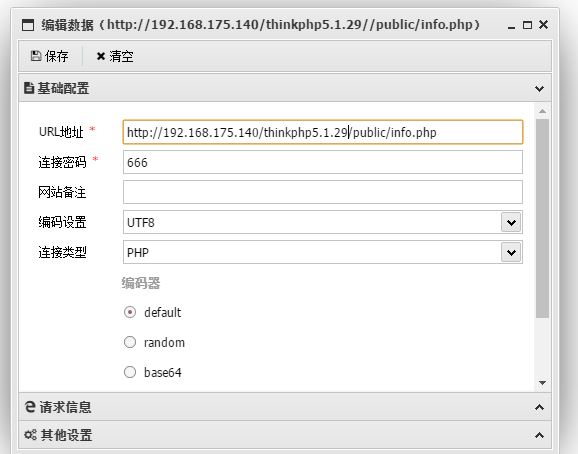 编辑数据（http://192.168.175.140/thinkphp5.1.29//public/info.php）
保存 清空
基础配置
URL地址 * http://192.168.175.140/thinkphp5.1.29/public/info.php
连接密码 * 666
网站备注
编码设置 UTF8
连接类型 PHP
编码器
default
random
base64
请求信息
其他设置